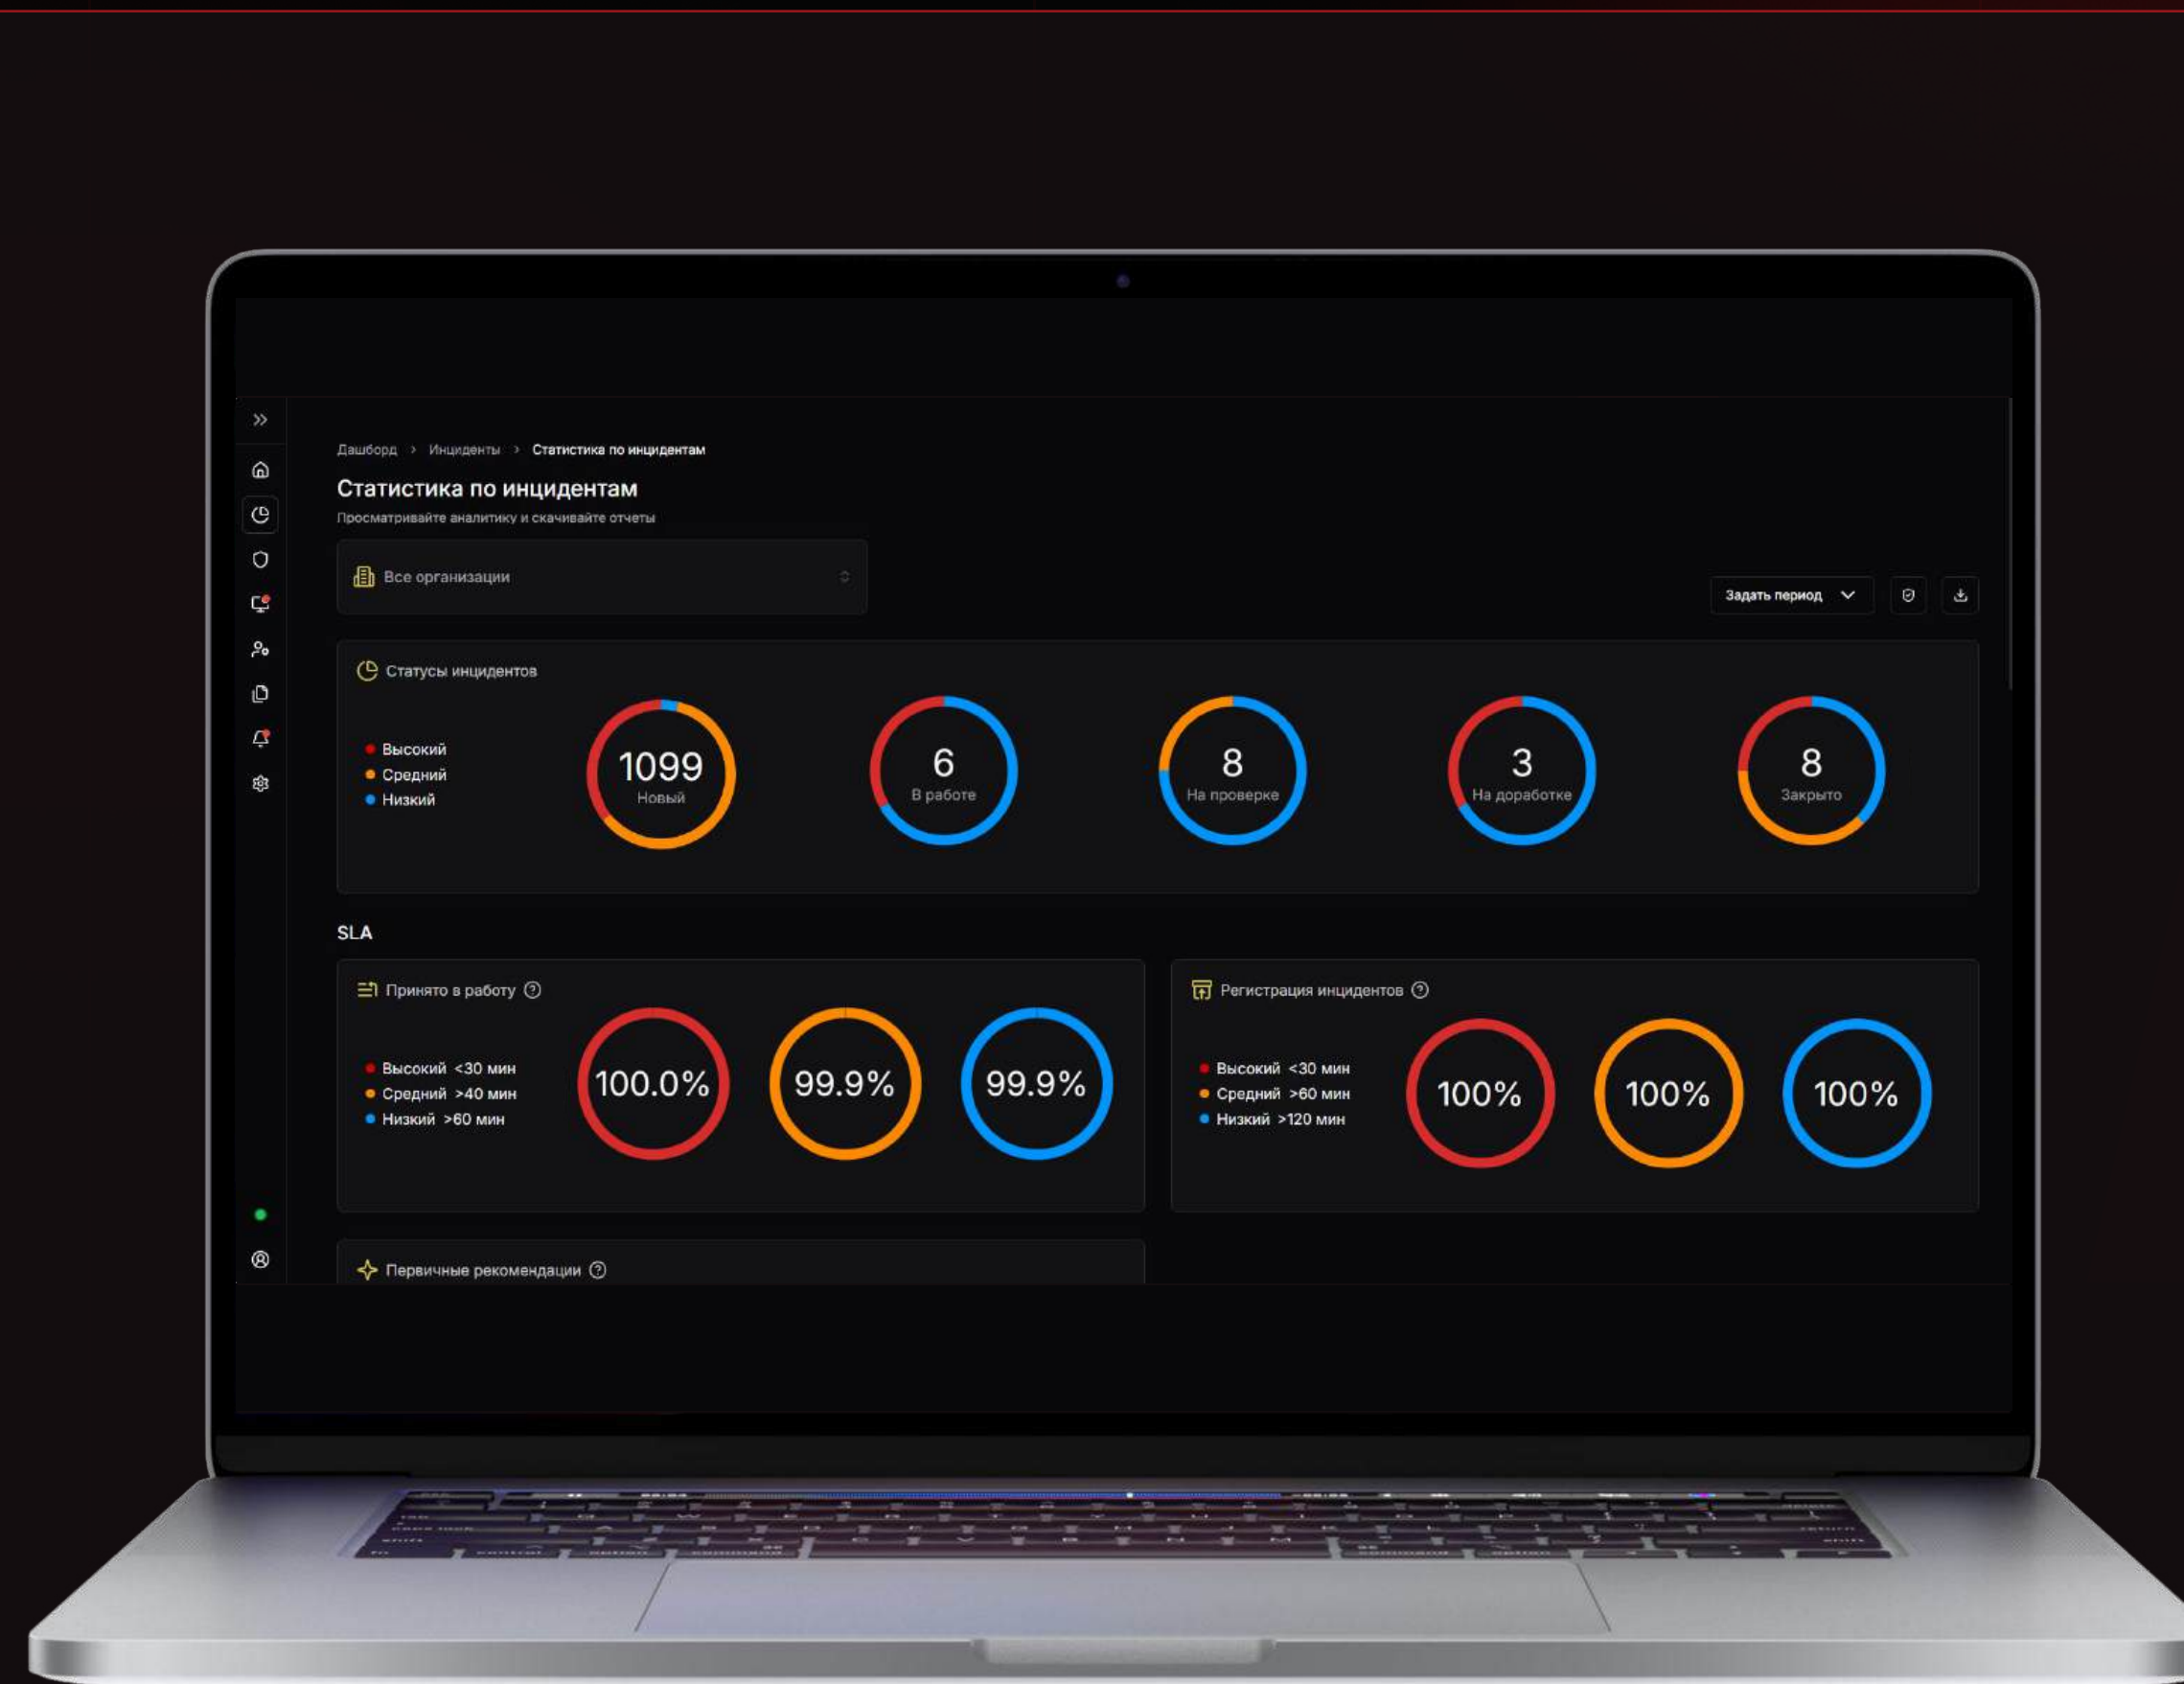 Дашборд > Инциденты > Статистика по инцидентам
Статистика по инцидентам
Просматривайте аналитику и скачивайте отчеты
Все организации
Задать период
Статусы инцидентов
Высокий
Средний
Низкий
1099
Новый
6
В работе
8
На проверке
3
На доработке
8
Закрыто
SLA
Принято в работу
Высокий <30 мин
Средний >40 мин
Низкий >60 мин
100.0%
99.9%
99.9%
Регистрация инцидентов
Высокий <30 мин
Средний >60 мин
Низкий >120 мин
100%
100%
100%
Первичные рекомендации